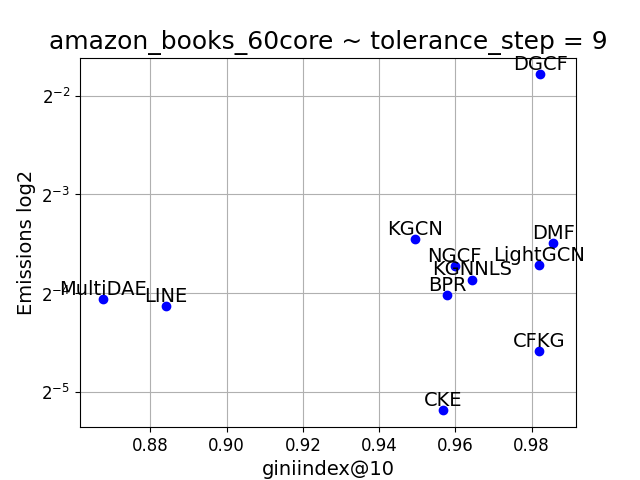 amazon_books_60core ~ tolerance_step = 9
DGCF
2⁻²
2⁻³
KGCN
DMF
NGCF
LightGCN
KGNNLS
MultiDAE
LINE
BPR
2⁻⁴
CFKG
2⁻⁵
CKE
Emissions log2
0.88 0.90 0.92 0.94 0.96 0.98
giniindex@10